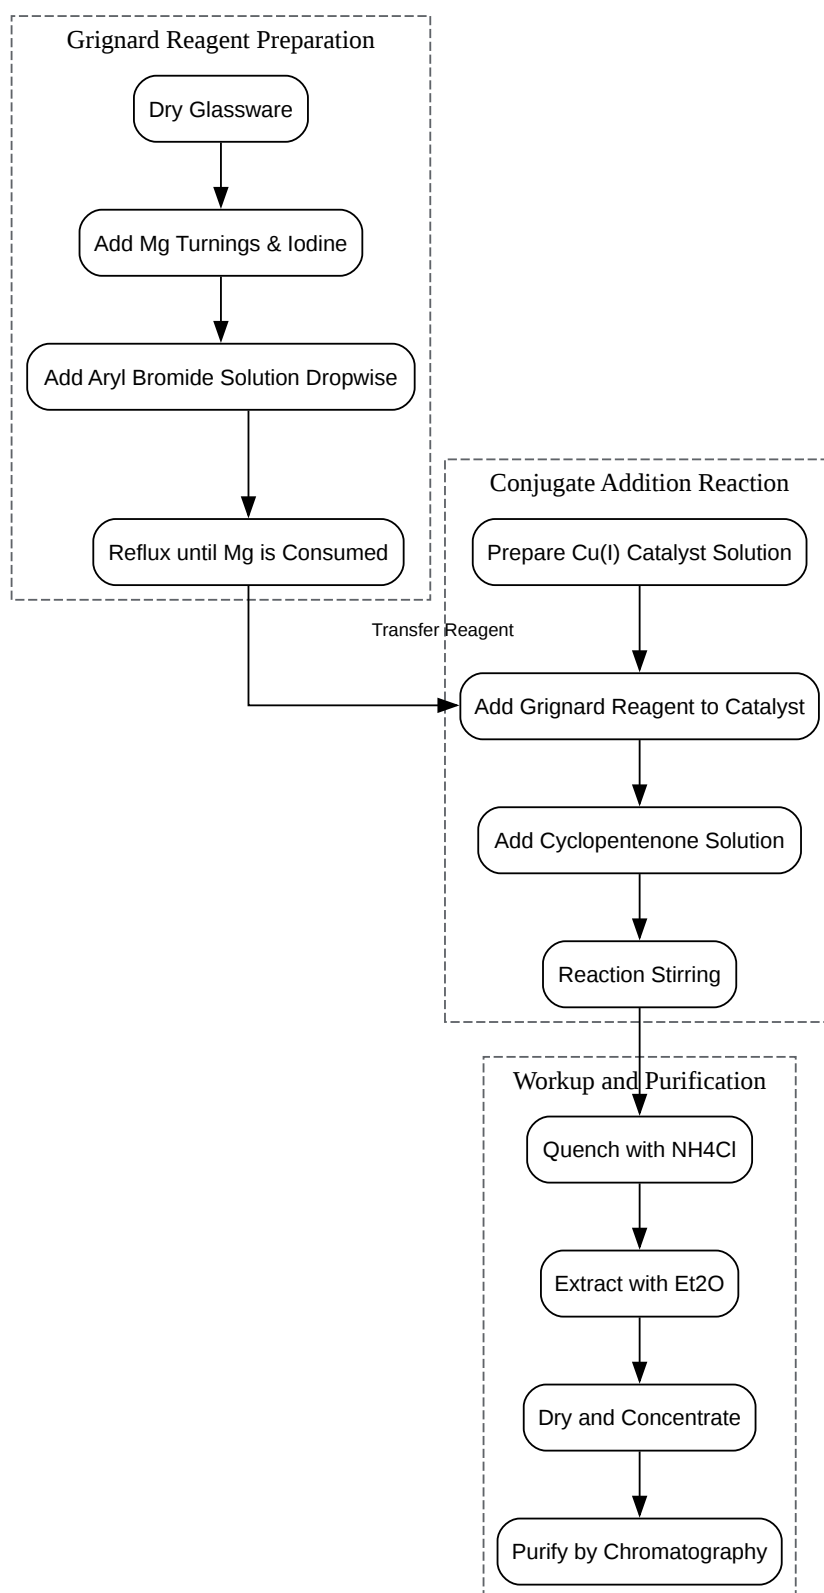 Grignard Reagent Preparation
Dry Glassware
Add Mg Turnings & Iodine
Add Aryl Bromide Solution Dropwise
Reflux until Mg is Consumed
Transfer Reagent
Conjugate Addition Reaction
Prepare Cu(I) Catalyst Solution
Add Grignard Reagent to Catalyst
Add Cyclopentenone Solution
Reaction Stirring
Workup and Purification
Quench with NH4Cl
Extract with Et2O
Dry and Concentrate
Purify by Chromatography